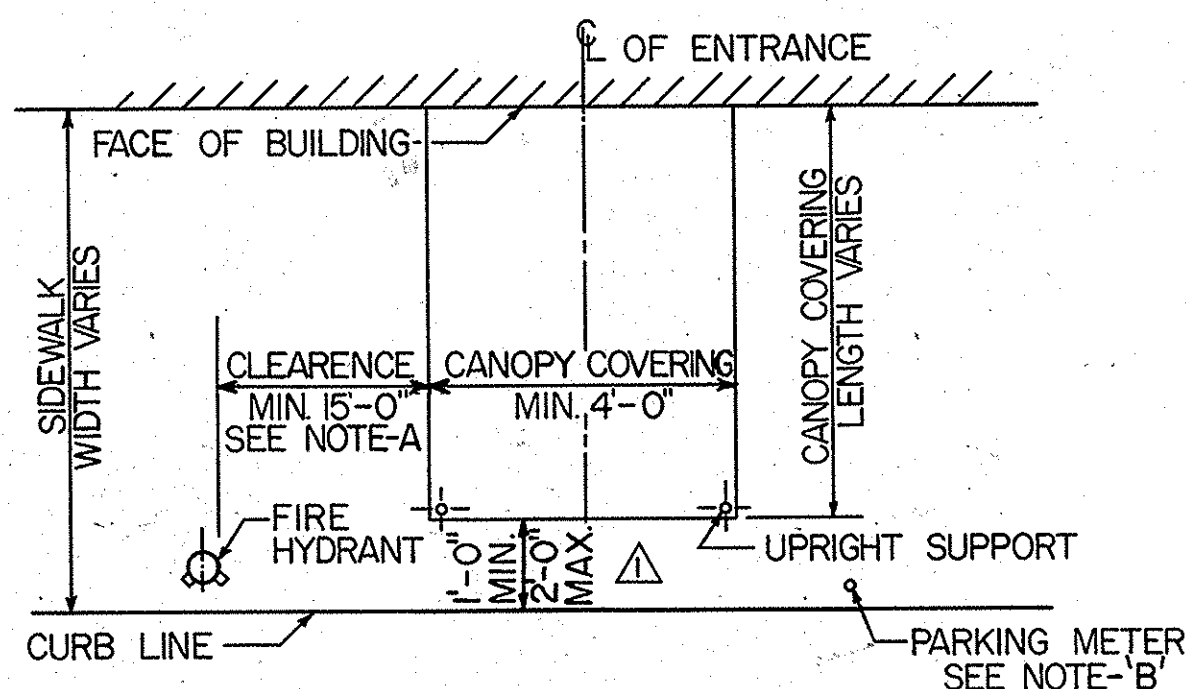 ℄ OF ENTRANCE
FACE OF BUILDING
SIDEWALK
WIDTH VARIES
CANOPY COVERING
LENGTH VARIES
CLEARENCE
MIN. 15'-0"
SEE NOTE-A
CANOPY COVERING
MIN. 4'-0"
FIRE
HYDRANT
1'-0"
MIN.
2'-0"
MAX.
1
UPRIGHT SUPPORT
CURB LINE
PARKING METER
SEE NOTE-'B'